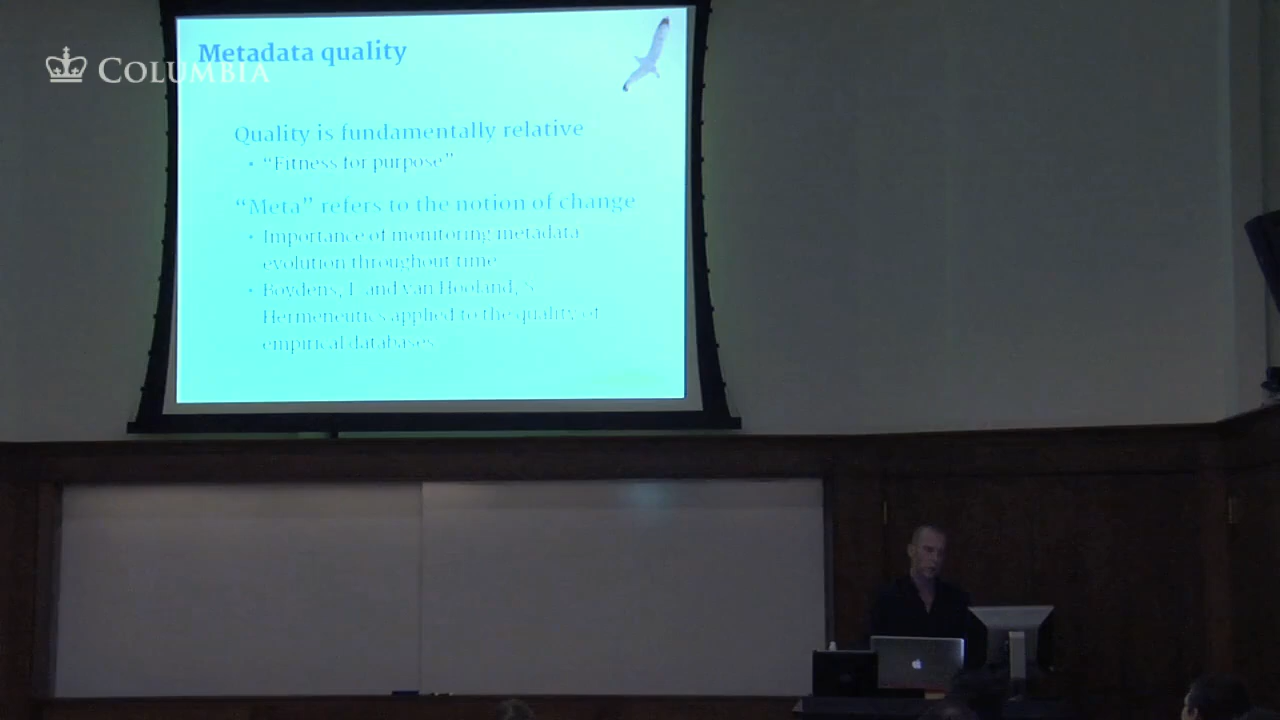 Metadata quality
COLUMBIA
Quality is fundamentally relative
• “Fitness for purpose”
“Meta” refers to the notion of change
• Importance of monitoring metadata
evolution throughout time
• Boydens, I. and van Hooland, S.
Hermeneutics applied to the quality of
empirical databases